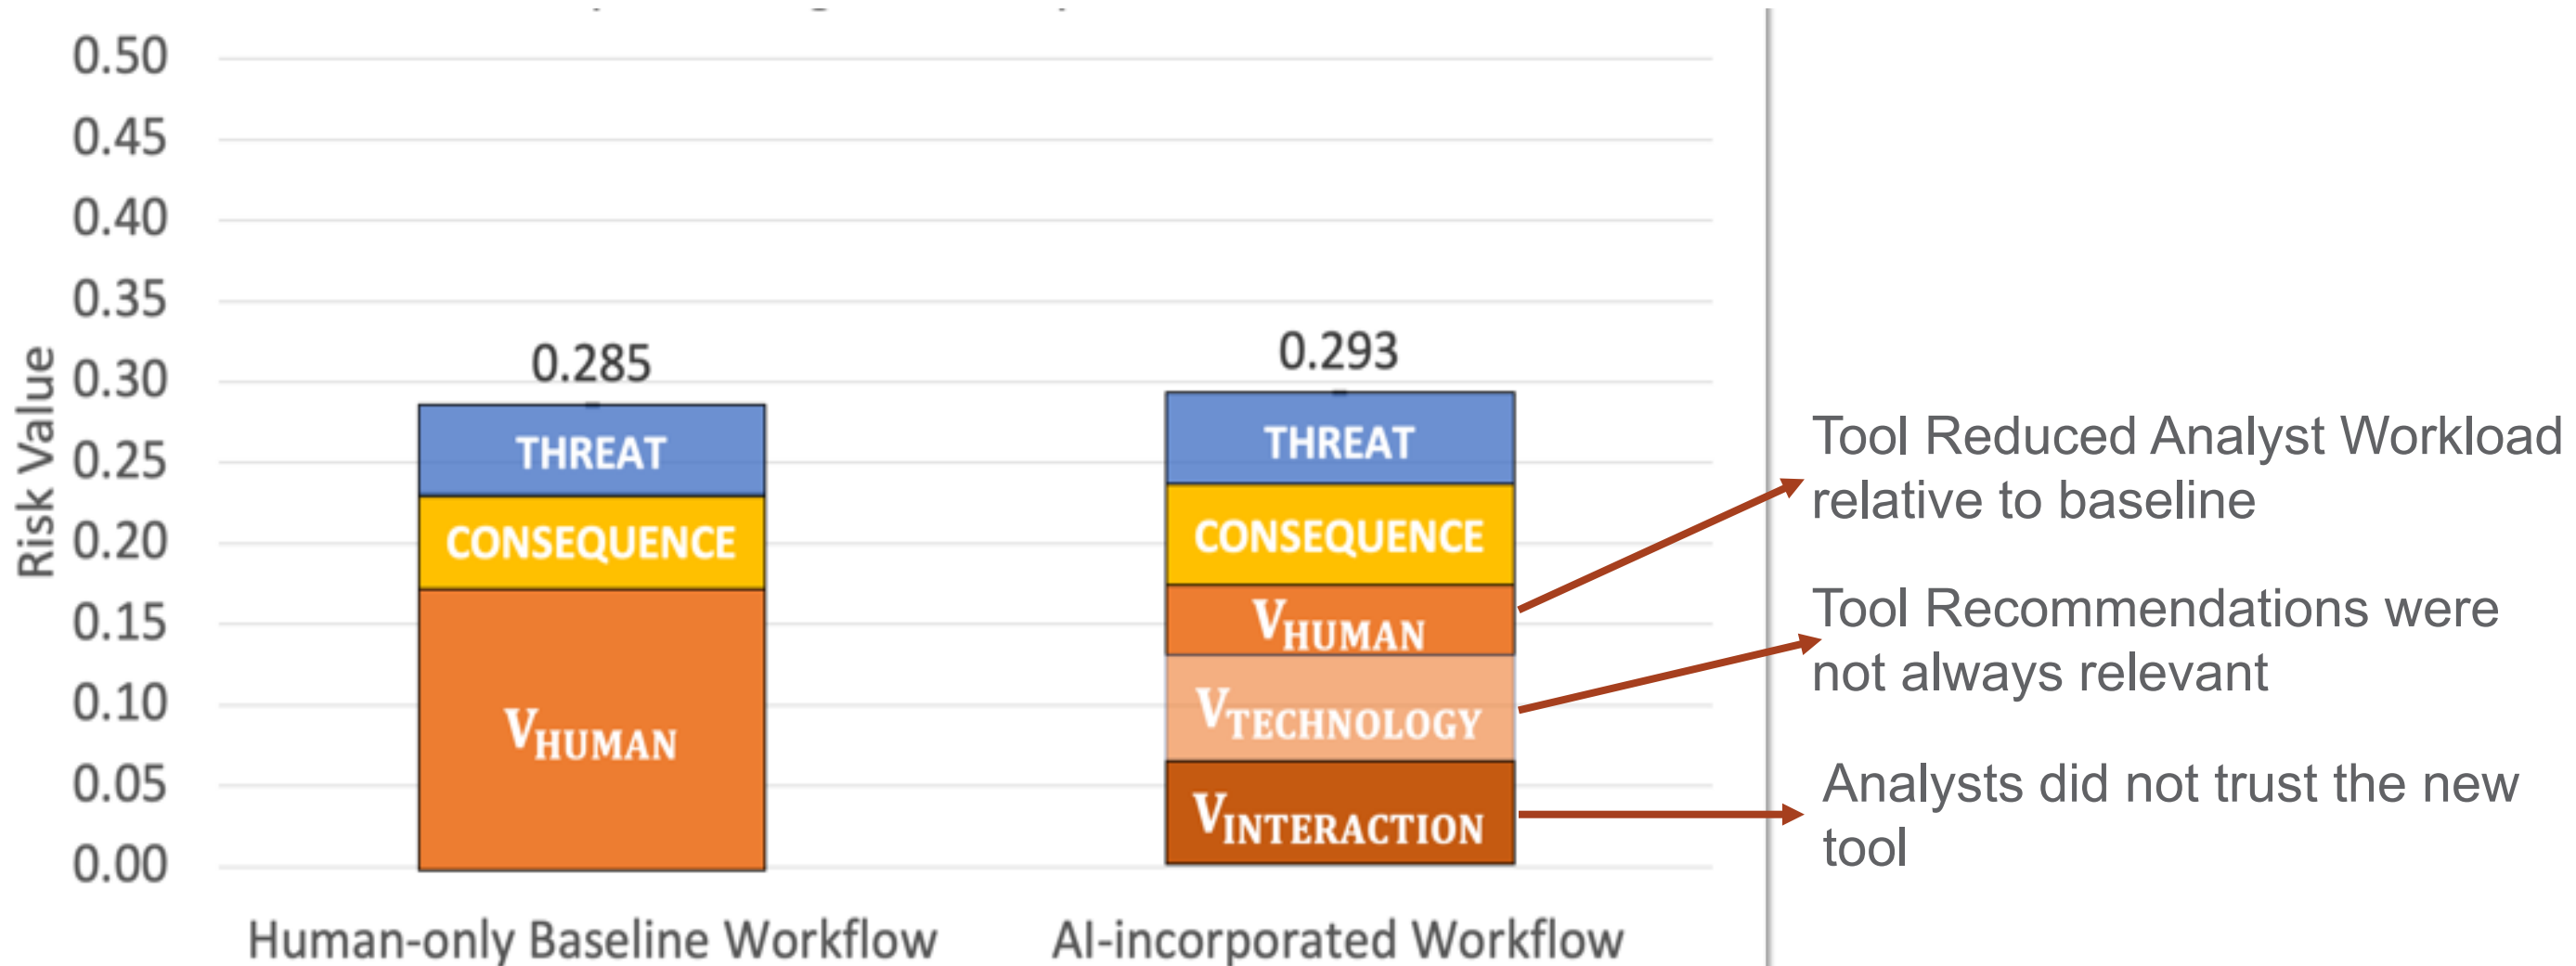 0.50
0.45
0.40
0.35
0.30
0.25
0.20
0.15
0.10
0.05
0.00
Risk Value
0.285
THREAT
CONSEQUENCE
VHUMAN
Human-only Baseline Workflow
0.293
THREAT
CONSEQUENCE
VHUMAN
VTECHNOLOGY
VINTERACTION
AI-incorporated Workflow
Tool Reduced Analyst Workload
relative to baseline
Tool Recommendations were
not always relevant
Analysts did not trust the new
tool